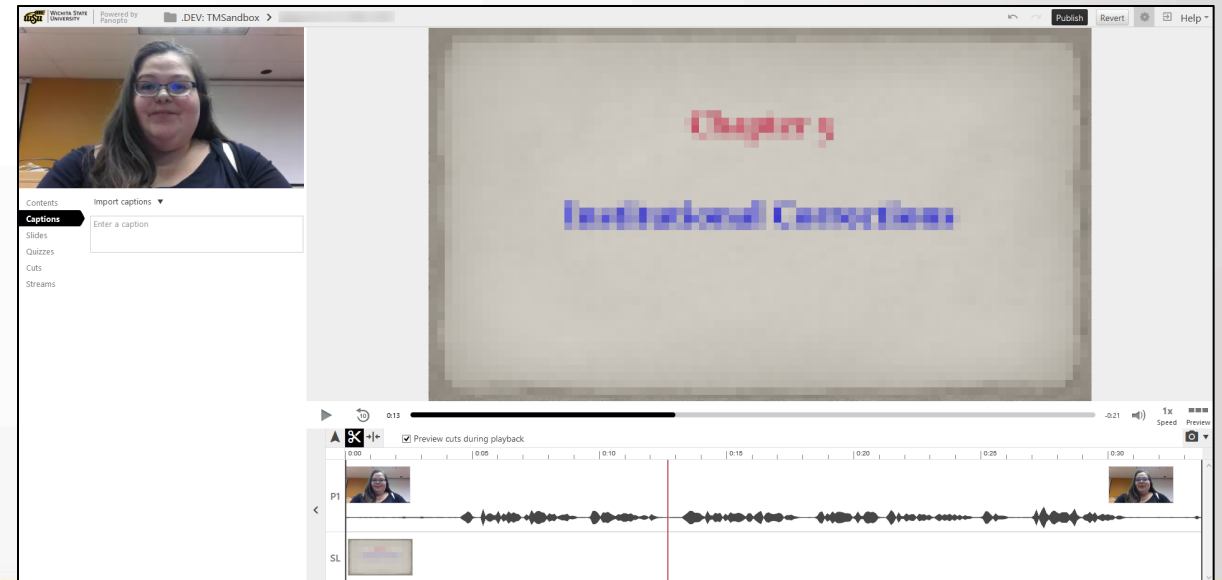 WICHITA STATE UNIVERSITY
Powered by Panopto
.DEV: TMSandbox >
Publish
Revert
Help
Contents
Captions
Slides
Quizzes
Cuts
Streams
Import captions
Enter a caption
10
0:13
-0:21
1x
Speed
Preview
Preview cuts during playback
0:00 0:05 0:10 0:15 0:20 0:25 0:30
P1
SL